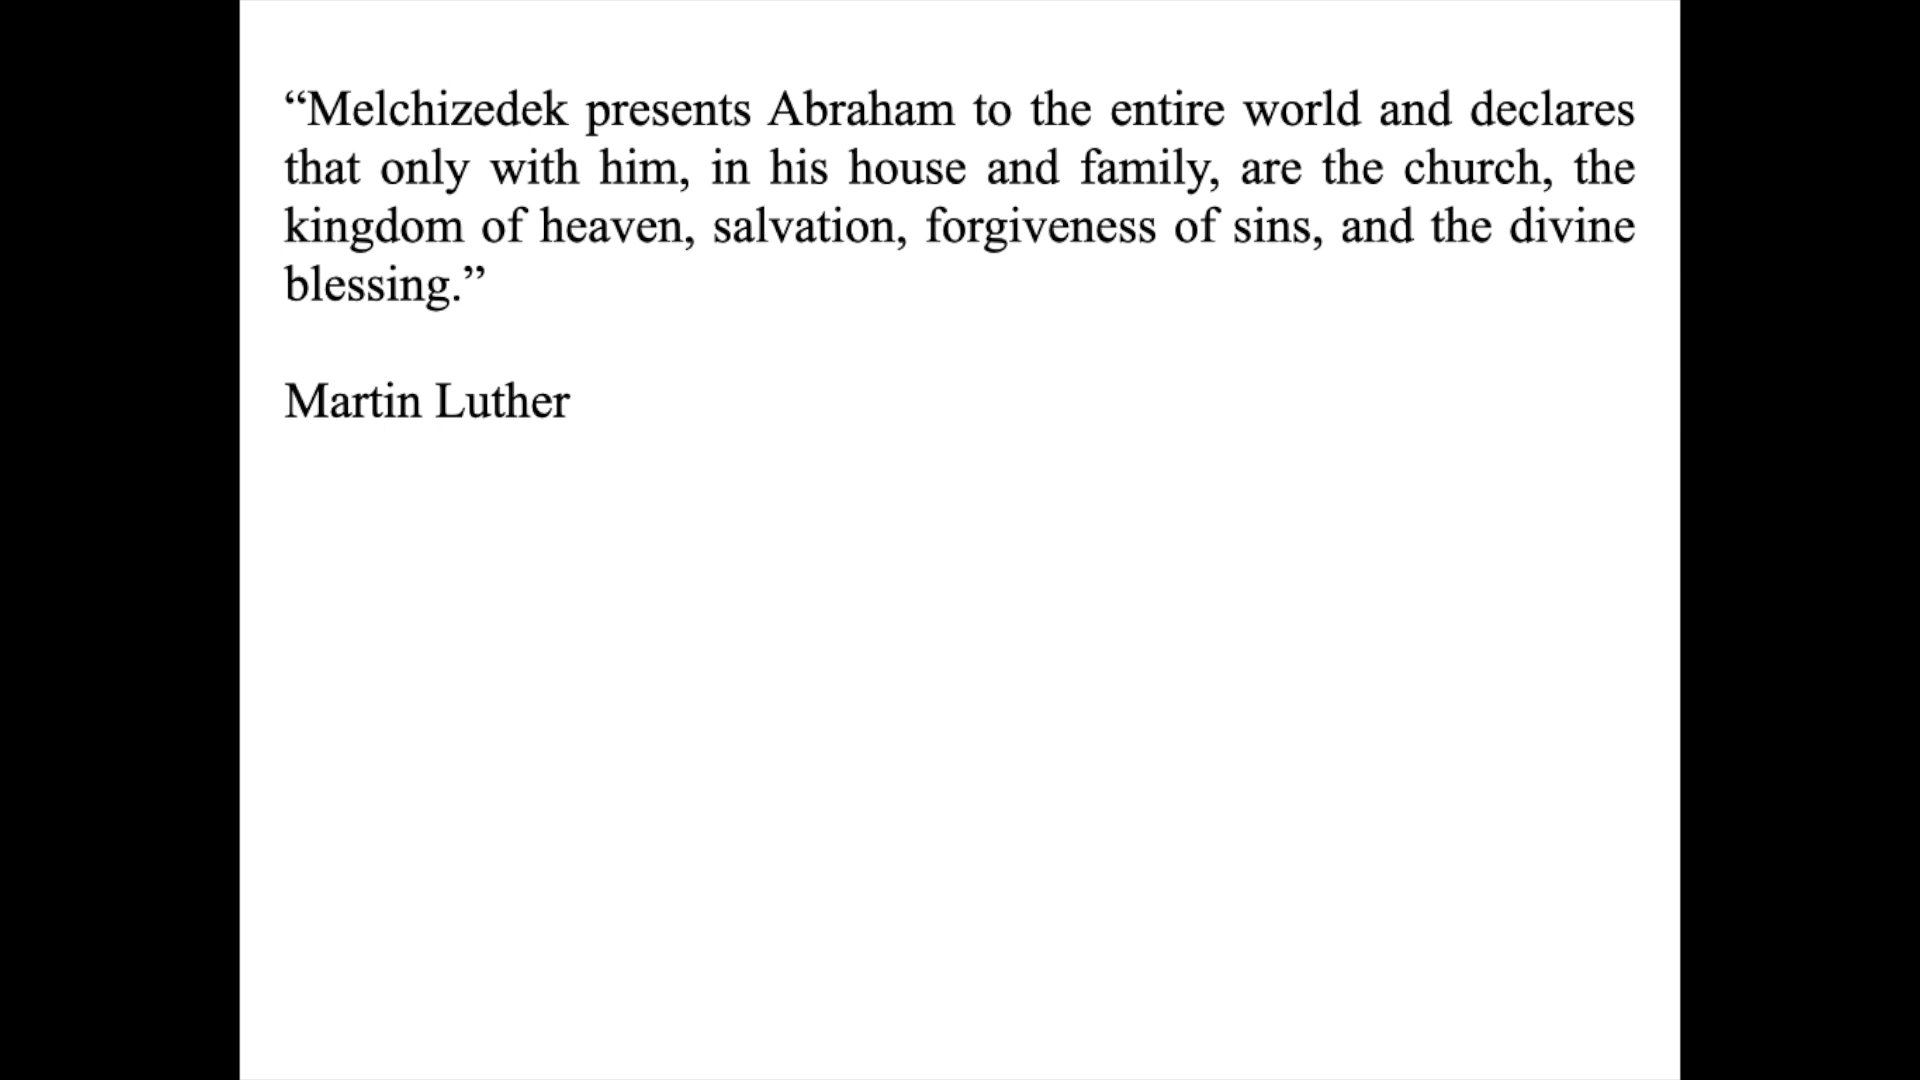 “Melchizedek presents Abraham to the entire world and declares
that only with him, in his house and family, are the church, the
kingdom of heaven, salvation, forgiveness of sins, and the divine
blessing.”
Martin Luther